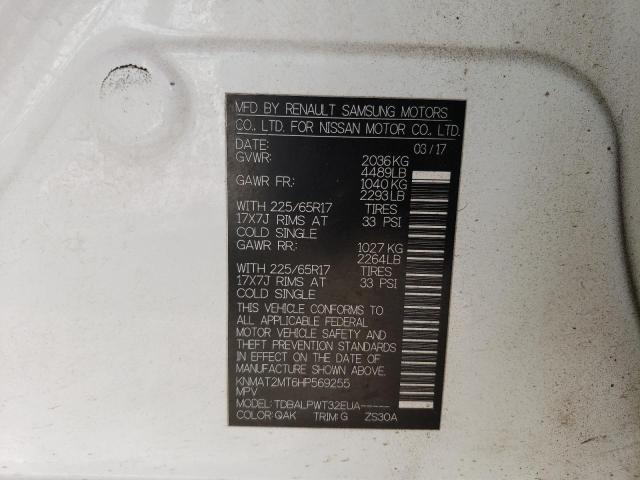 MFD BY RENAULT SAMSUNG MOTORS
CO., LTD. FOR NISSAN MOTOR CO., LTD.
DATE: 03/17
GVWR: 2036KG
4489LB
GAWR FR: 1040KG
2293LB
WITH 225/65R17 TIRES
17X7J RIMS AT 33 PSI
COLD SINGLE
GAWR RR: 1027 KG
2264LB
WITH 225/65R17 TIRES
17X7J RIMS AT 33 PSI
COLD SINGLE
THIS VEHICLE CONFORMS TO
ALL APPLICABLE FEDERAL
MOTOR VEHICLE SAFETY AND
THEFT PREVENTION STANDARDS
IN EFFECT ON THE DATE OF
MANUFACTURE SHOWN ABOVE.
KNMAT2MT6HP569255
MPV
MODEL: TDBALPWT32EUA-----
COLOR: QAK TRIM: G ZS30A